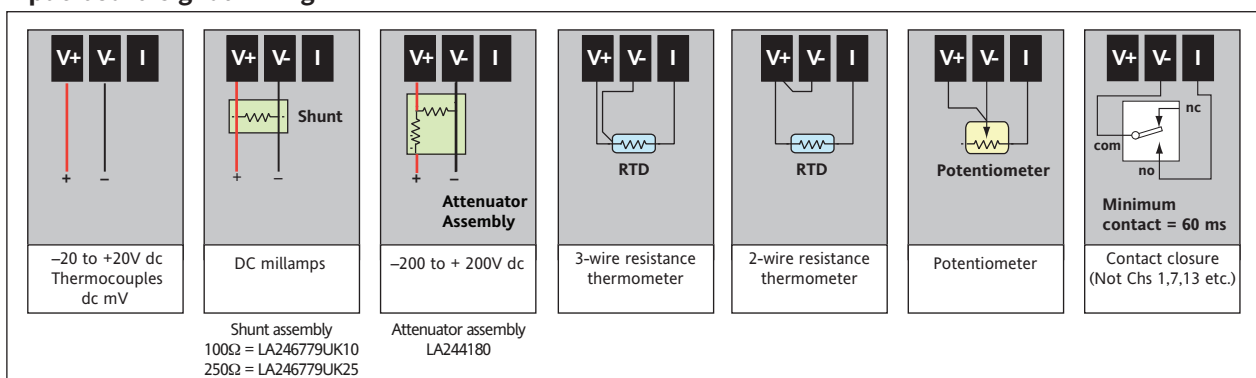 V+ V- I
+ –
–20 to +20V dc
Thermocouples
dc mV
V+ V- I
Shunt
+ –
DC millamps
Shunt assembly
100Ω = LA246779UK10
250Ω = LA246779UK25
V+ V- I
+ –
Attenuator
Assembly
–200 to + 200V dc
Attenuator assembly
LA244180
V+ V- I
RTD
3-wire resistance
thermometer
V+ V- I
RTD
2-wire resistance
thermometer
V+ V- I
Potentiometer
Potentiometer
V+ V- I
nc
com
no
Minimum
contact = 60 ms
Contact closure
(Not Chs 1,7,13 etc.)